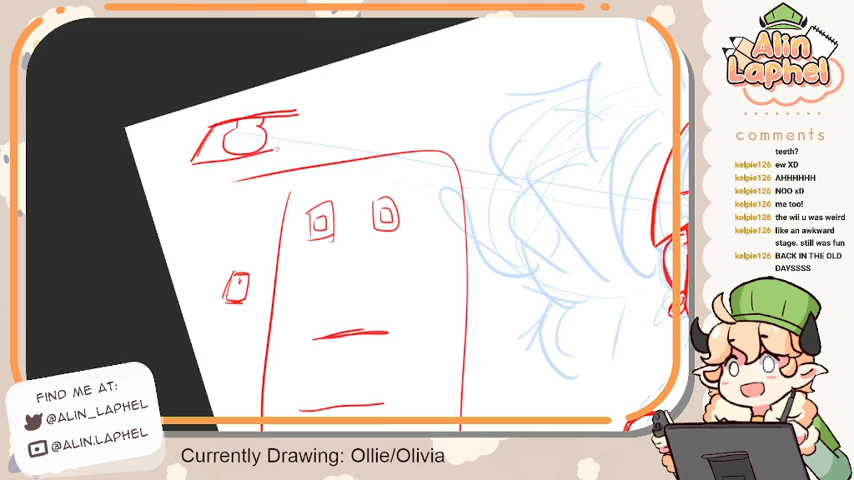 Alin
Laphel
comments
teeth?
kelpie126 ew XD
kelpie126 AHHHHHH
kelpie126 NOO xD
kelpie126 me too!
kelpie126 the wii u was weird
kelpie126 like an awkward
stage. still was fun
kelpie126 BACK IN THE OLD
DAYSSSS
FIND ME AT:
@ALIN_LAPHEL
@ALIN.LAPHEL
Currently Drawing: Ollie/Olivia